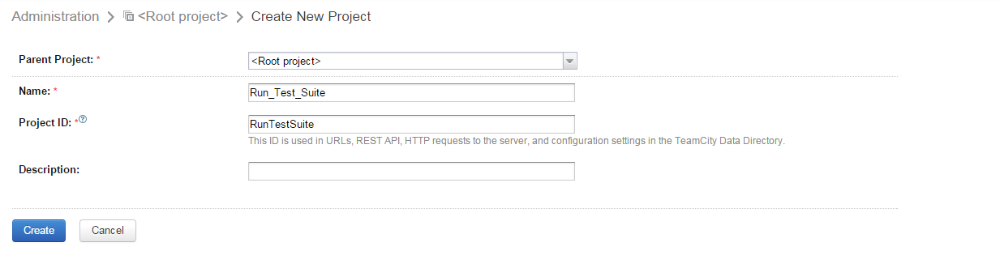 Administration > <Root project> > Create New Project
Parent Project: * <Root project>
Name: * Run_Test_Suite
Project ID: *? RunTestSuite
This ID is used in URLs, REST API, HTTP requests to the server, and configuration settings in the TeamCity Data Directory.
Description:
Create Cancel